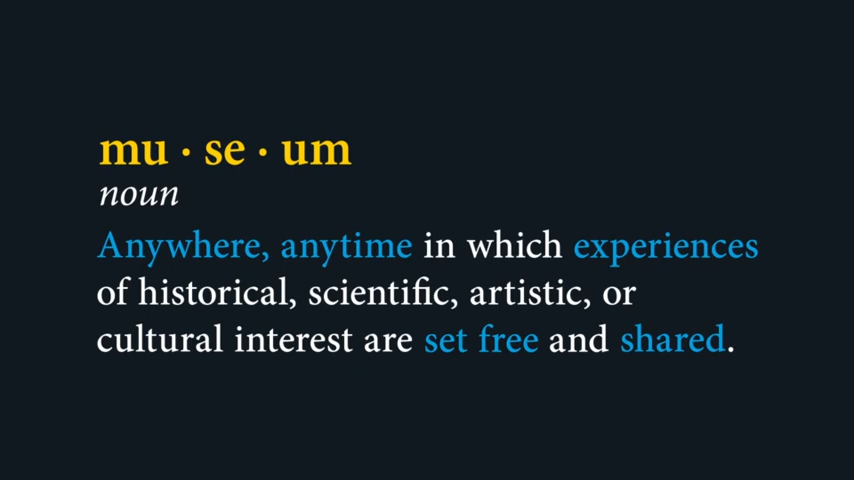 mu · se · um
noun
Anywhere, anytime in which experiences
of historical, scientific, artistic, or
cultural interest are set free and shared.